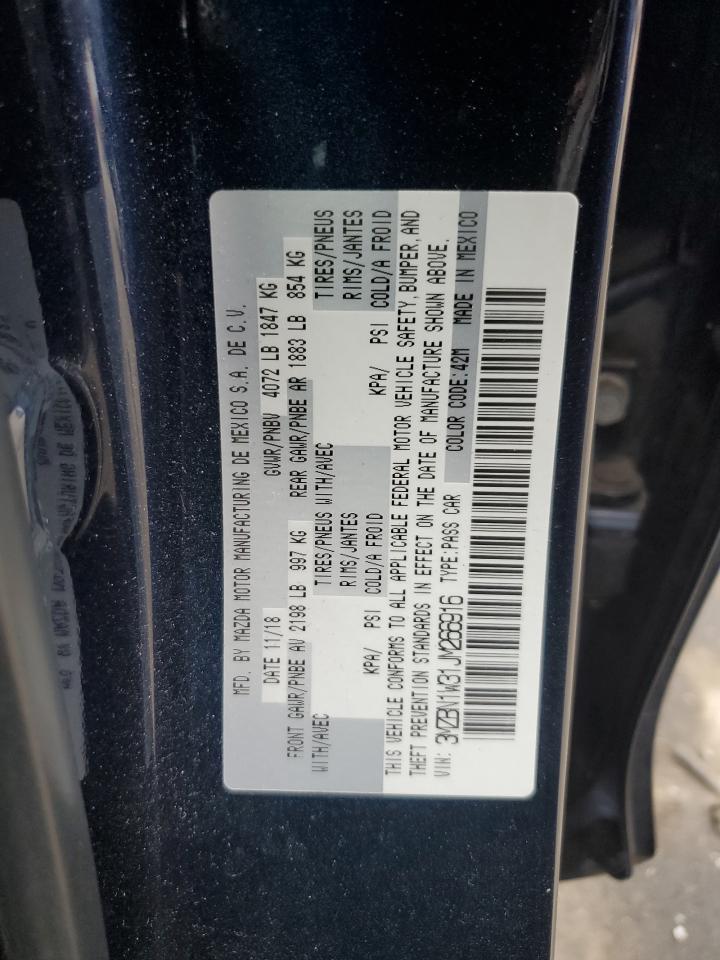 MFD. BY MAZDA MOTOR MANUFACTURING DE MEXICO S.A. DE C.V.
DATE 11/18 GVWR/PNBV 4072 LB 1847 KG
FRONT GAWR/PNBE AV 2198 LB 997 KG REAR GAWR/PNBE AR 1883 LB 854 KG
WITH/AVEC TIRES/PNEUS WITH/AVEC TIRES/PNEUS
RIMS/JANTES RIMS/JANTES
KPA/ PSI COLD/A FROID KPA/ PSI COLD/A FROID
THIS VEHICLE CONFORMS TO ALL APPLICABLE FEDERAL MOTOR VEHICLE SAFETY, BUMPER, AND
THEFT PREVENTION STANDARDS IN EFFECT ON THE DATE OF MANUFACTURE SHOWN ABOVE.
VIN: 3MZBN1W31JM266916 TYPE:PASS CAR COLOR CODE:42M MADE IN MEXICO